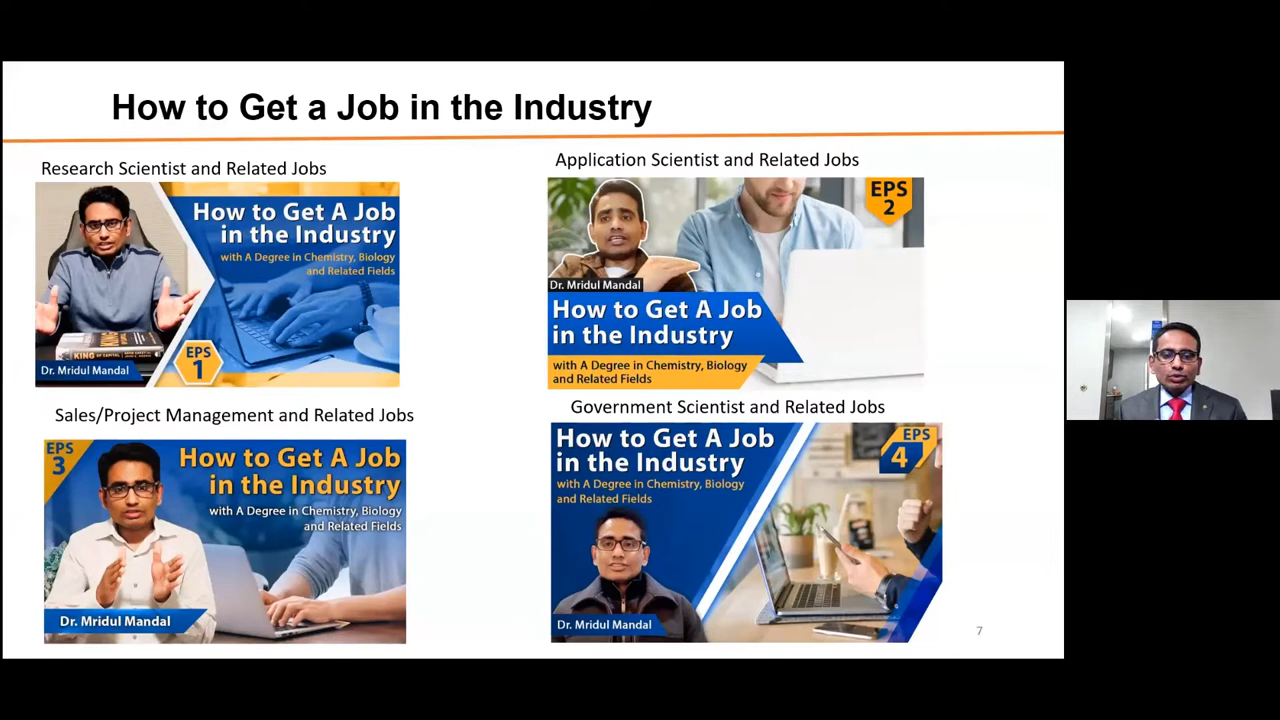 How to Get a Job in the Industry
Research Scientist and Related Jobs
How to Get A Job
in the Industry
with A Degree in Chemistry, Biology
and Related Fields
KING OF CAPITAL
EPS
1
Dr. Mridul Mandal
Application Scientist and Related Jobs
EPS
2
Dr. Mridul Mandal
How to Get A Job
in the Industry
with A Degree in Chemistry, Biology
and Related Fields
Sales/Project Management and Related Jobs
EPS
3
How to Get A Job
in the Industry
with A Degree in Chemistry, Biology
and Related Fields
Dr. Mridul Mandal
Government Scientist and Related Jobs
How to Get A Job
in the Industry
with A Degree in Chemistry, Biology
and Related Fields
EPS
4
Dr. Mridul Mandal
7